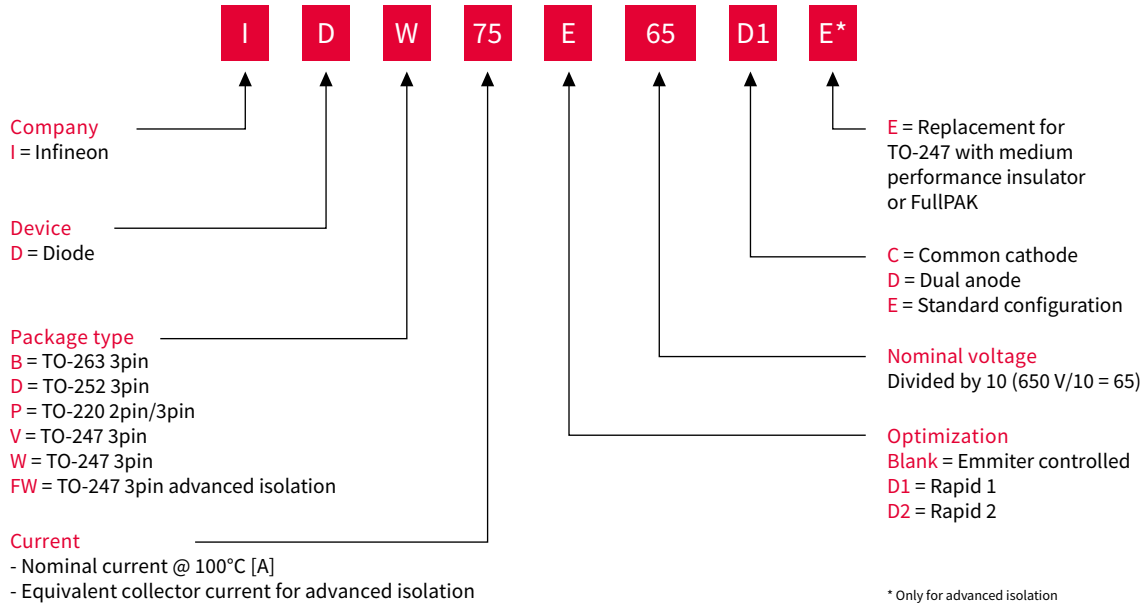 I D W 75 E 65 D1 E*
Company
I = Infineon
Device
D = Diode
Package type
B = TO-263 3pin
D = TO-252 3pin
P = TO-220 2pin/3pin
V = TO-247 3pin
W = TO-247 3pin
FW = TO-247 3pin advanced isolation
Current
- Nominal current @ 100°C [A]
- Equivalent collector current for advanced isolation
E = Replacement for
TO-247 with medium
performance insulator
or FullPAK
C = Common cathode
D = Dual anode
E = Standard configuration
Nominal voltage
Divided by 10 (650 V/10 = 65)
Optimization
Blank = Emmiter controlled
D1 = Rapid 1
D2 = Rapid 2
* Only for advanced isolation